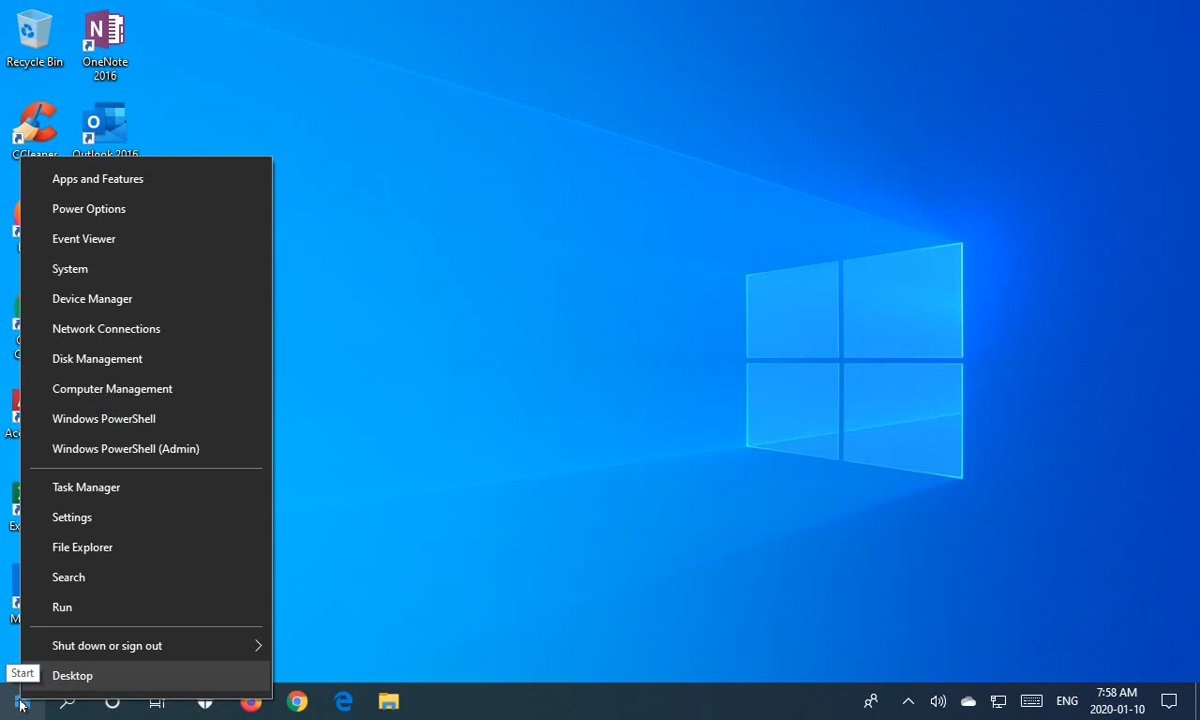 Recycle Bin
OneNote
2016
CCleaner
Outlook 2016
Apps and Features
Power Options
Event Viewer
System
Device Manager
Network Connections
Disk Management
Computer Management
Windows PowerShell
Windows PowerShell (Admin)
Task Manager
Settings
File Explorer
Search
Run
Shut down or sign out
Start
Desktop
ENG
7:58 AM
2020-01-10